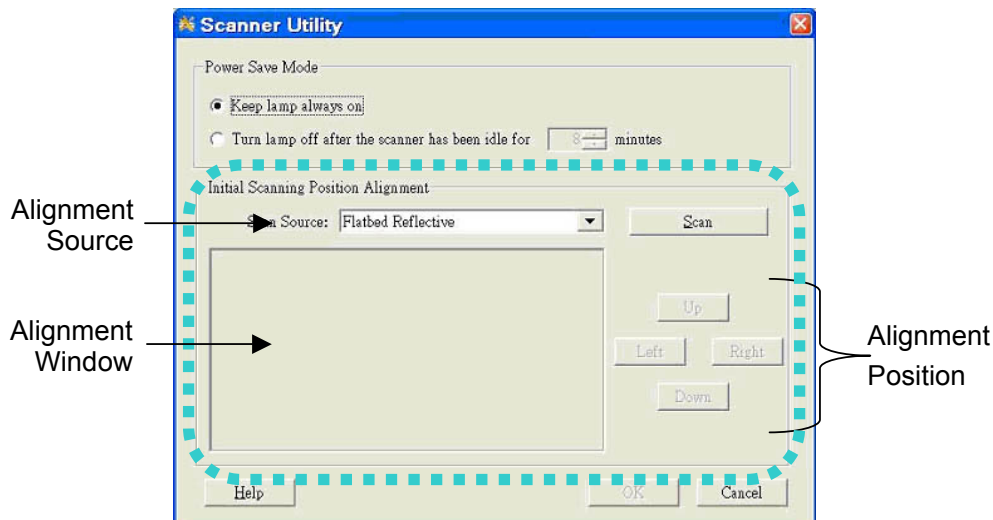 Scanner Utility
Power Save Mode
Keep lamp always on
Turn lamp off after the scanner has been idle for 8 minutes
Initial Scanning Position Alignment
Alignment
Source
Scan Source: Flatbed Reflective
Scan
Up
Alignment
Window
Left Right
Alignment
Position
Down
Help OK Cancel